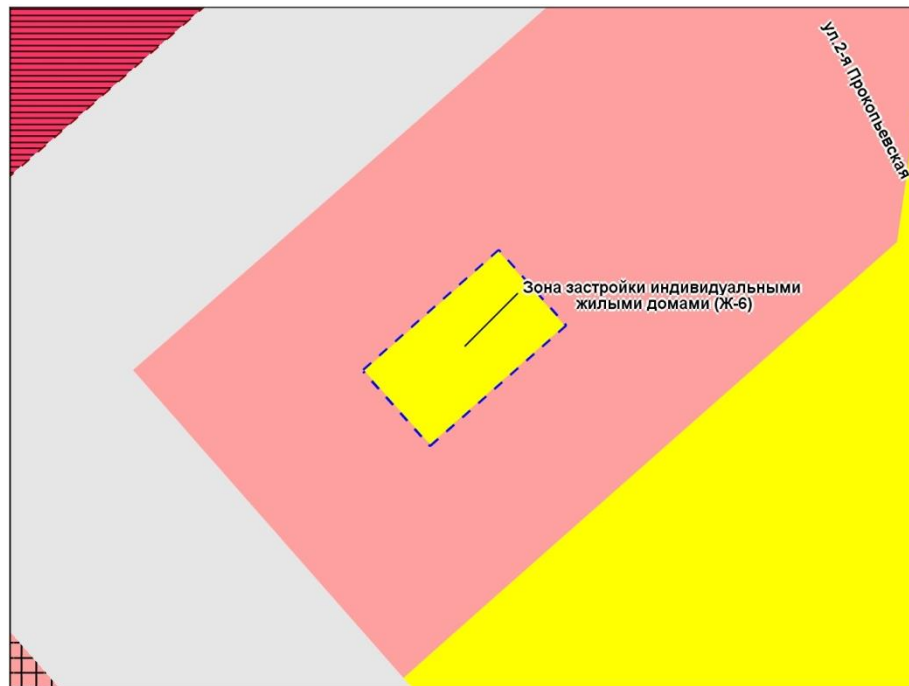 ул.2-я Прокопьевская
Зона застройки индивидуальными
жилыми домами (Ж-6)